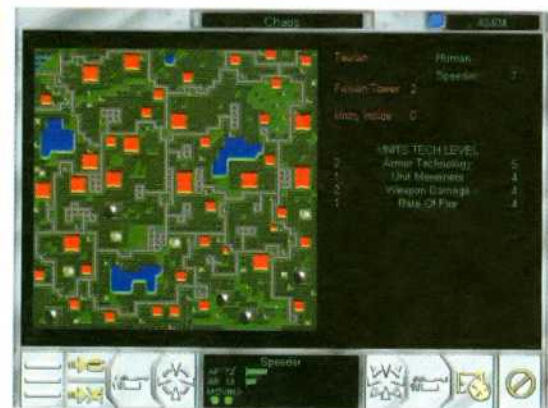 Chaos
Taurian Human
Speeder 7
Fusion Tower 2
Units Inside 0
UNITS TECH LEVEL
2 Armor Technology 5
1 Unit Movement 4
2 Weapon Damage 4
1 Rate Of Fire 4
Speeder